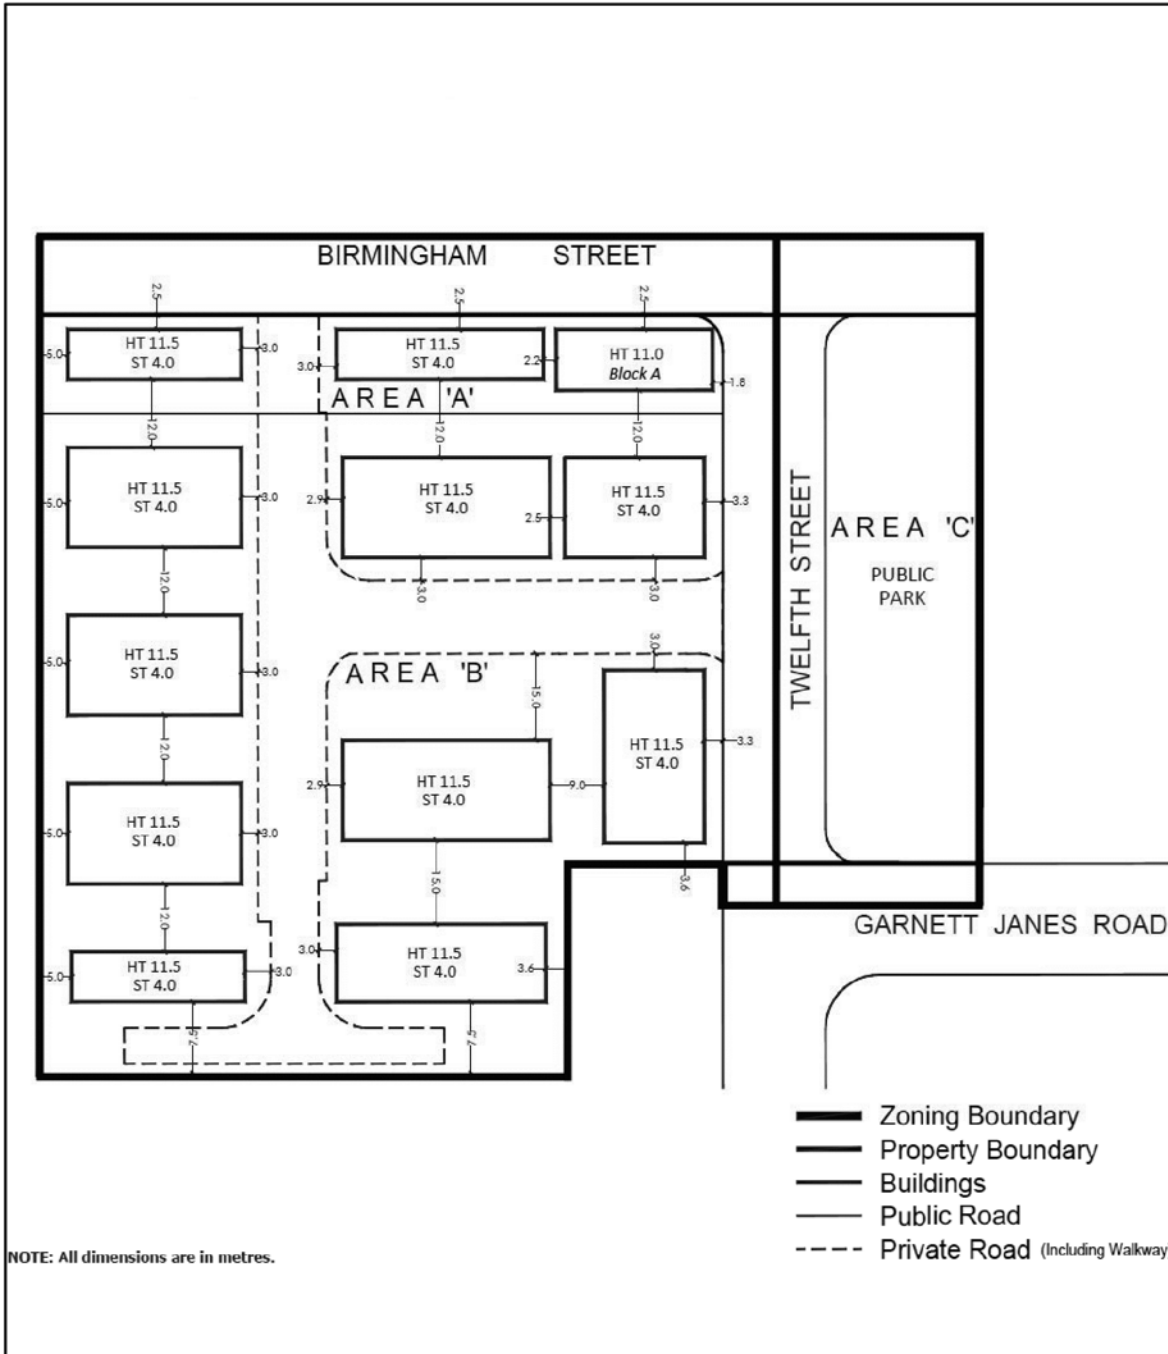 BIRMINGHAM STREET
2.5
2.5
2.5
HT 11.5
ST 4.0
HT 11.5
ST 4.0
HT 11.0
Block A
3.0
3.0
2.2
1.8
AREA 'A'
12.0
12.0
12.0
HT 11.5
ST 4.0
HT 11.5
ST 4.0
HT 11.5
ST 4.0
3.0
2.9
2.5
3.3
TWELFTH STREET
AREA 'C'
PUBLIC
PARK
12.0
3.0
3.0
HT 11.5
ST 4.0
3.0
3.0
AREA 'B'
15.0
HT 11.5
ST 4.0
3.3
12.0
HT 11.5
ST 4.0
2.9
9.0
HT 11.5
ST 4.0
3.0
15.0
3.6
12.0
HT 11.5
ST 4.0
3.0
3.0
HT 11.5
ST 4.0
3.6
GARNETT JANES ROAD
7.5
7.5
Zoning Boundary
Property Boundary
Buildings
Public Road
Private Road (Including Walkway
NOTE: All dimensions are in metres.